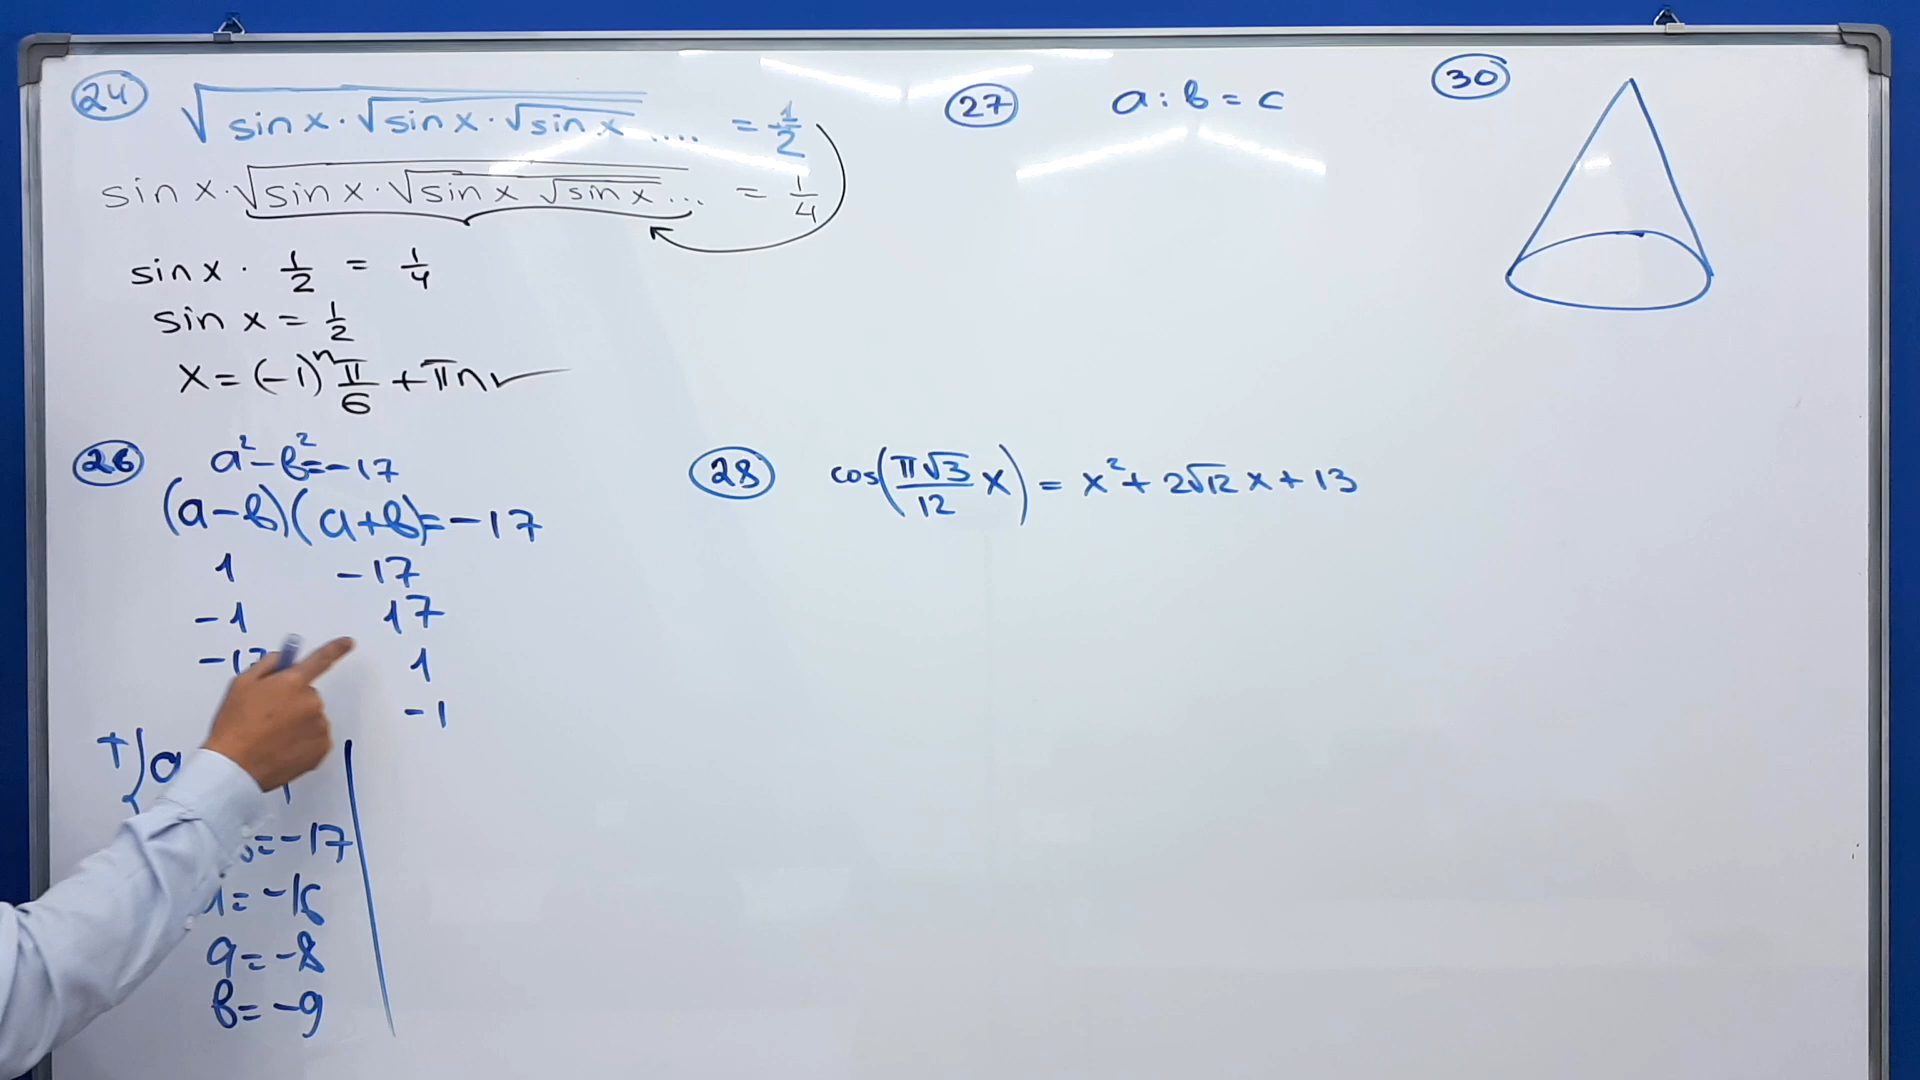 24 √(sin x · √(sin x · √(sin x .... = 1/2
sin x · √(sin x · √(sin x √(sin x ... = 1/4
sin x · 1/2 = 1/4
sin x = 1/2
x = (-1)^n π/6 + πn
26 a² - b² = -17
(a-b)(a+b) = -17
1 -17
-1 17
1
-1
+ a
= -17
= -16
a = -8
b = -9
27 a : b = c
28 cos(π√3/12 x) = x² + 2√12 x + 13
30